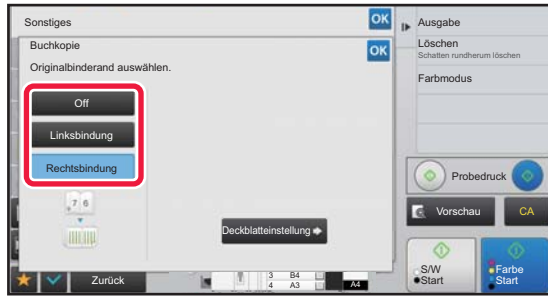 Sonstiges
OK
Buchkopie
OK
Originalbinderand auswählen.
Off
Linksbindung
Rechtsbindung
7 6
Deckblatteinstellung
Zurück
3 B4
4 A3
A4
Ausgabe
Löschen
Schatten rundherum löschen
Farbmodus
Probedruck
Vorschau
CA
S/W
Start
Farbe
Start